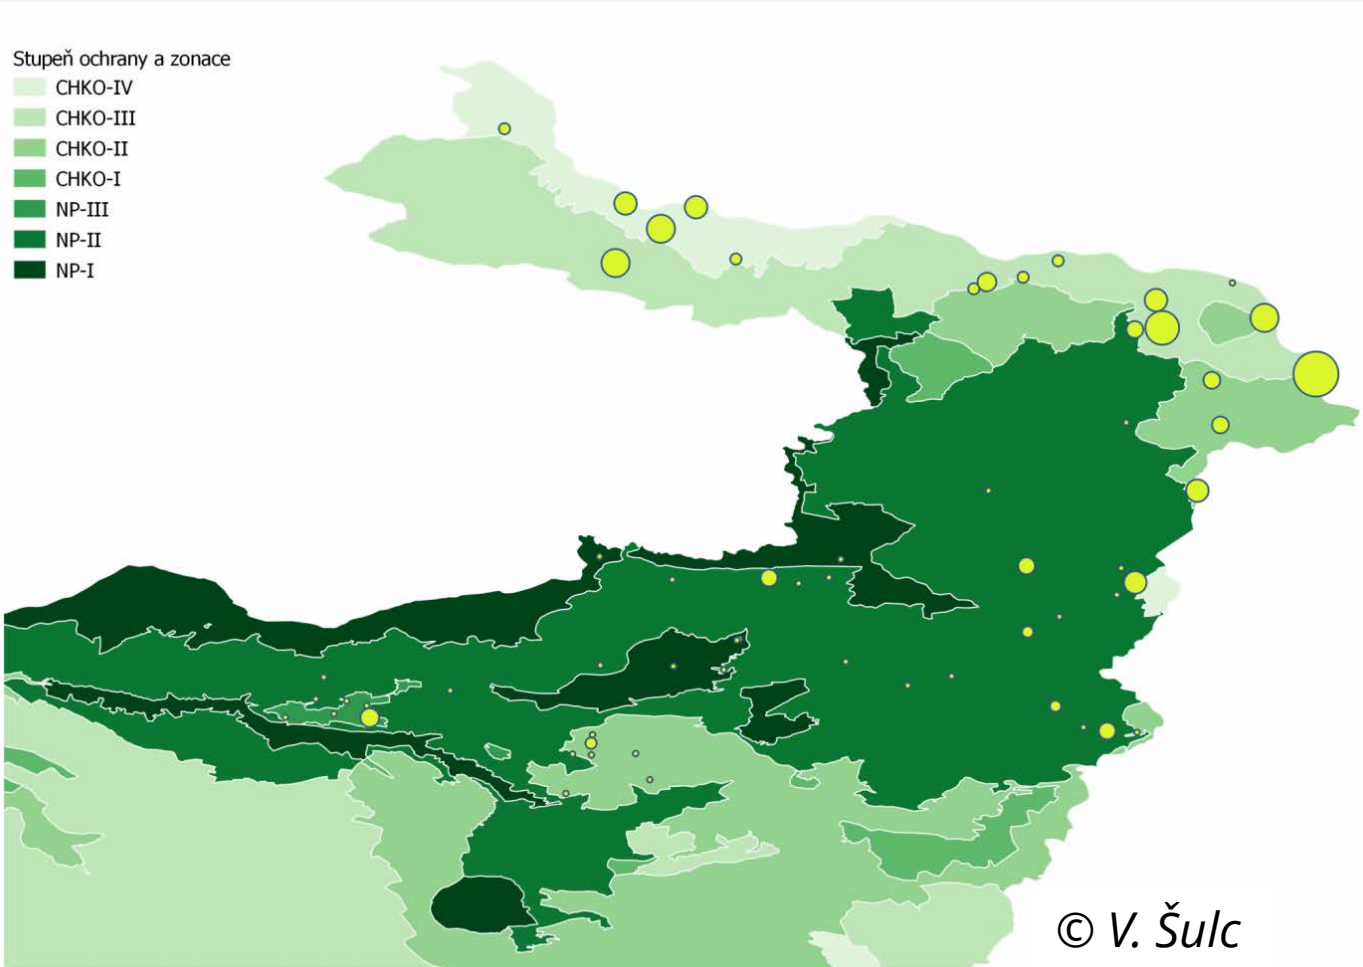 Stupeň ochrany a zonace
CHKO-IV
CHKO-III
CHKO-II
CHKO-I
NP-III
NP-II
NP-I
© V. Šulc